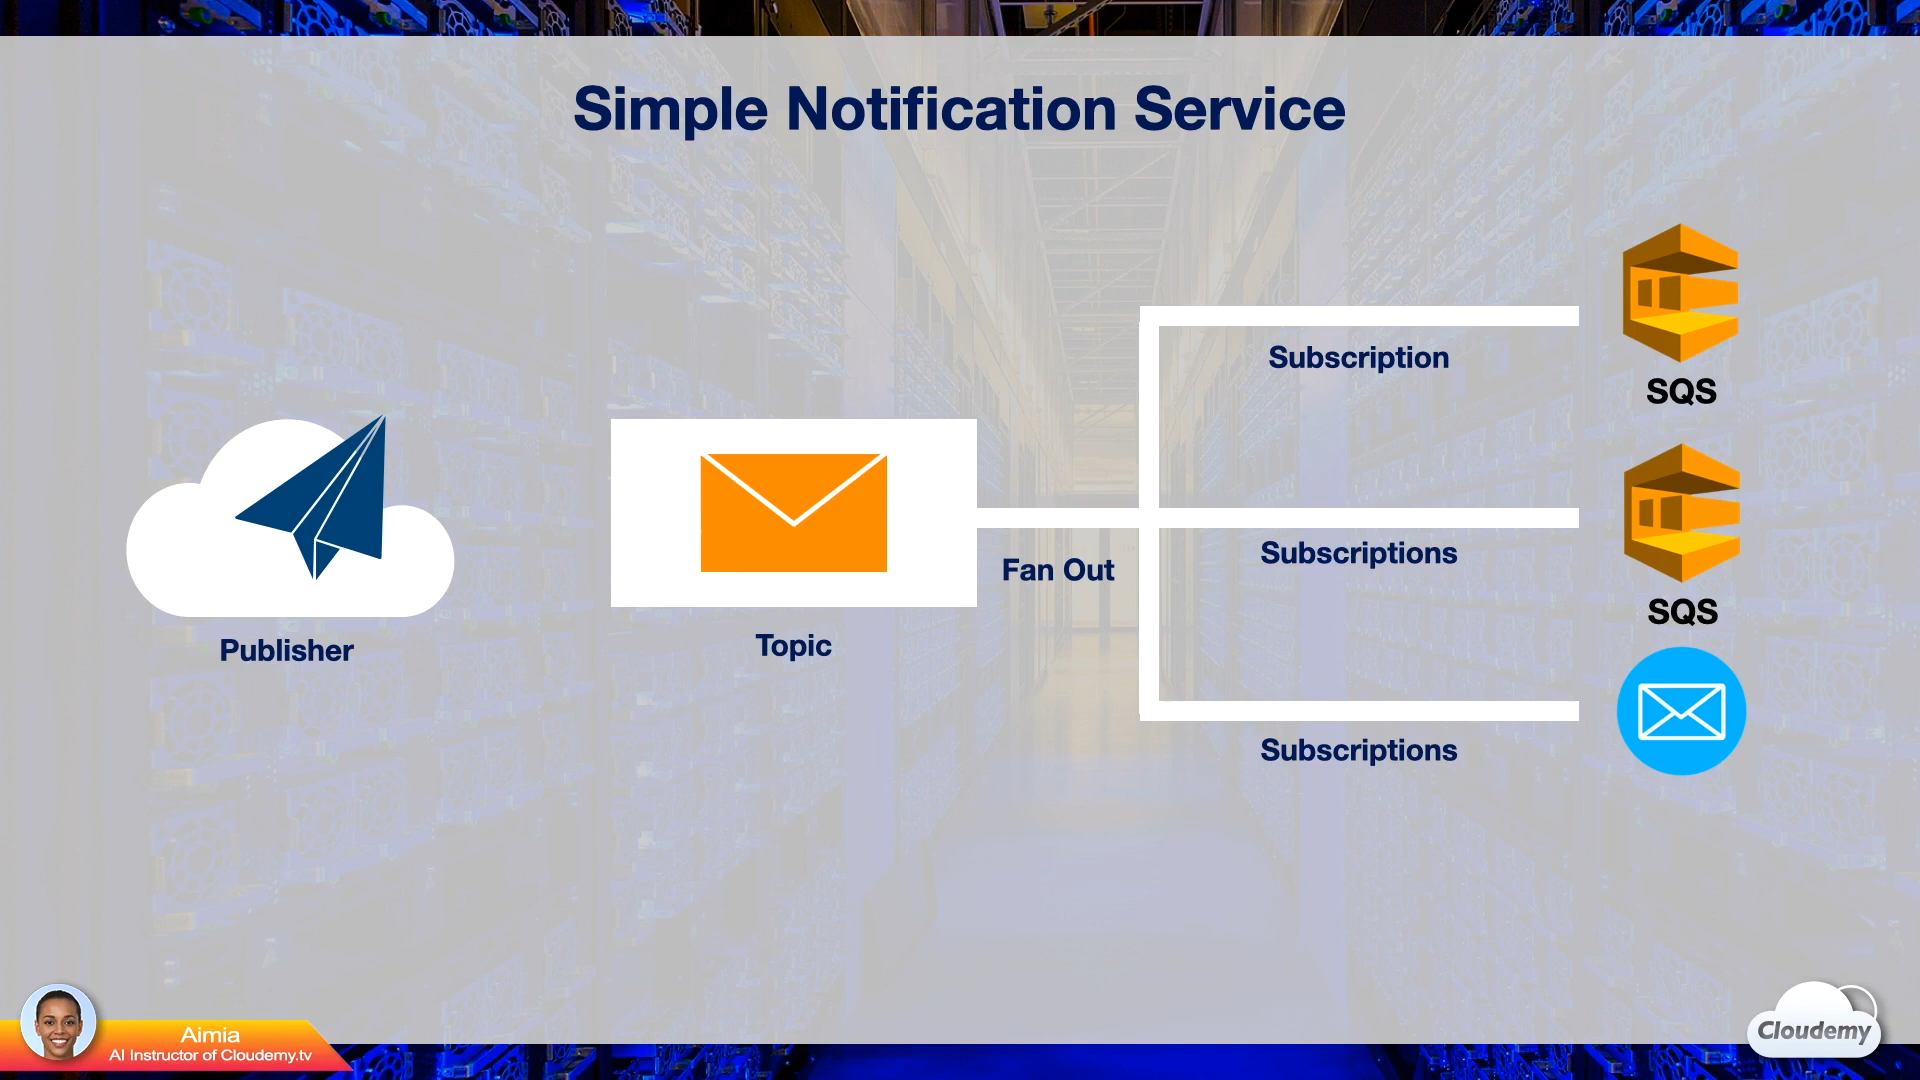 Simple Notification Service
Subscription
SQS
Subscriptions
SQS
Fan Out
Publisher
Topic
Subscriptions
Aimia
AI Instructor of Cloudemy.tv
Cloudemy